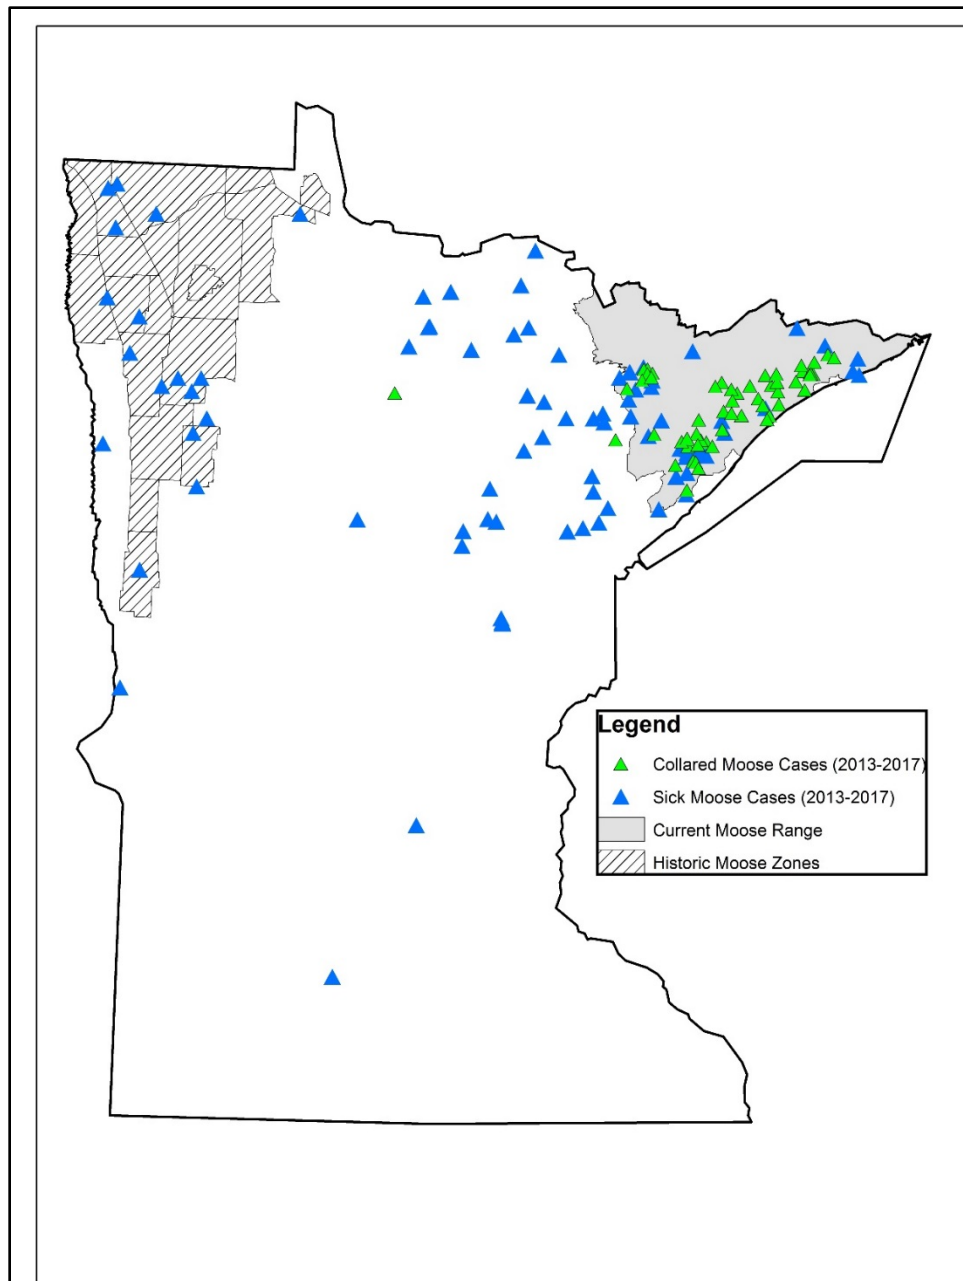 Legend
Collared Moose Cases (2013-2017)
Sick Moose Cases (2013-2017)
Current Moose Range
Historic Moose Zones